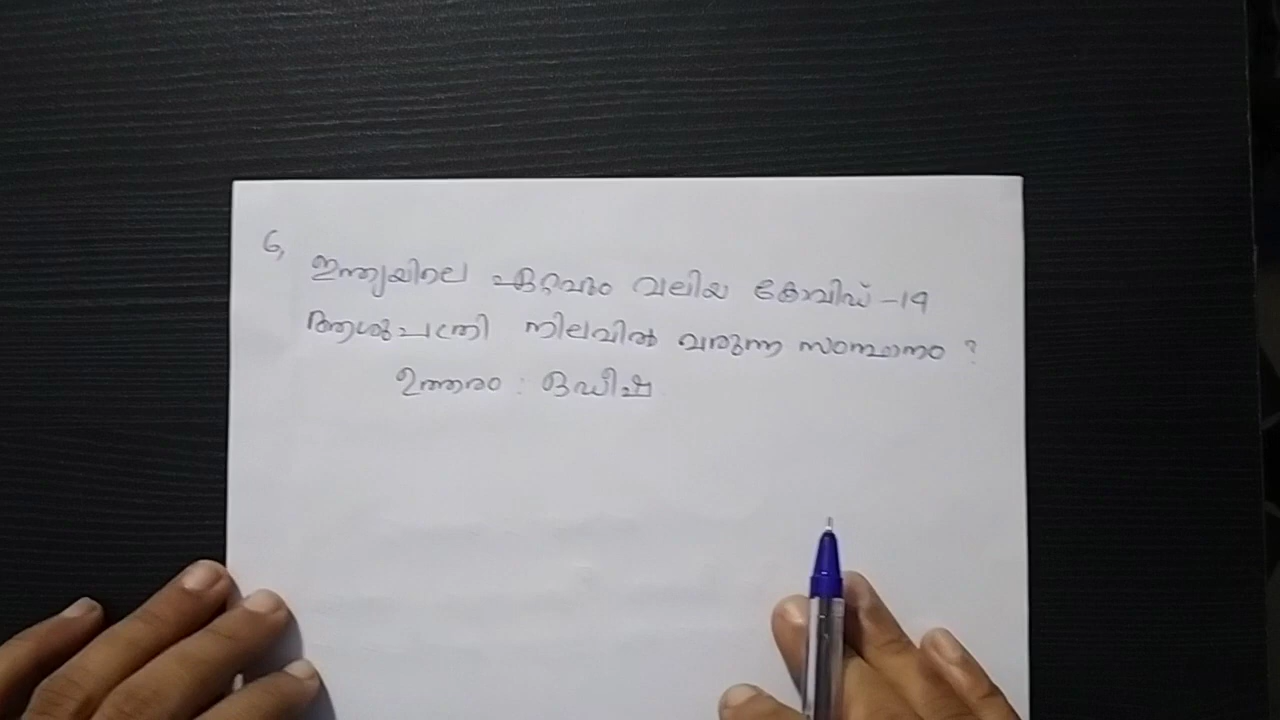 6,
ഇന്ത്യയിലെ ഏറ്റവും വലിയ കോവിഡ് -19
ആശുപത്രി നിലവിൽ വരുന്ന സംസ്ഥാനം ?
ഉത്തരം : ഒഡീഷ